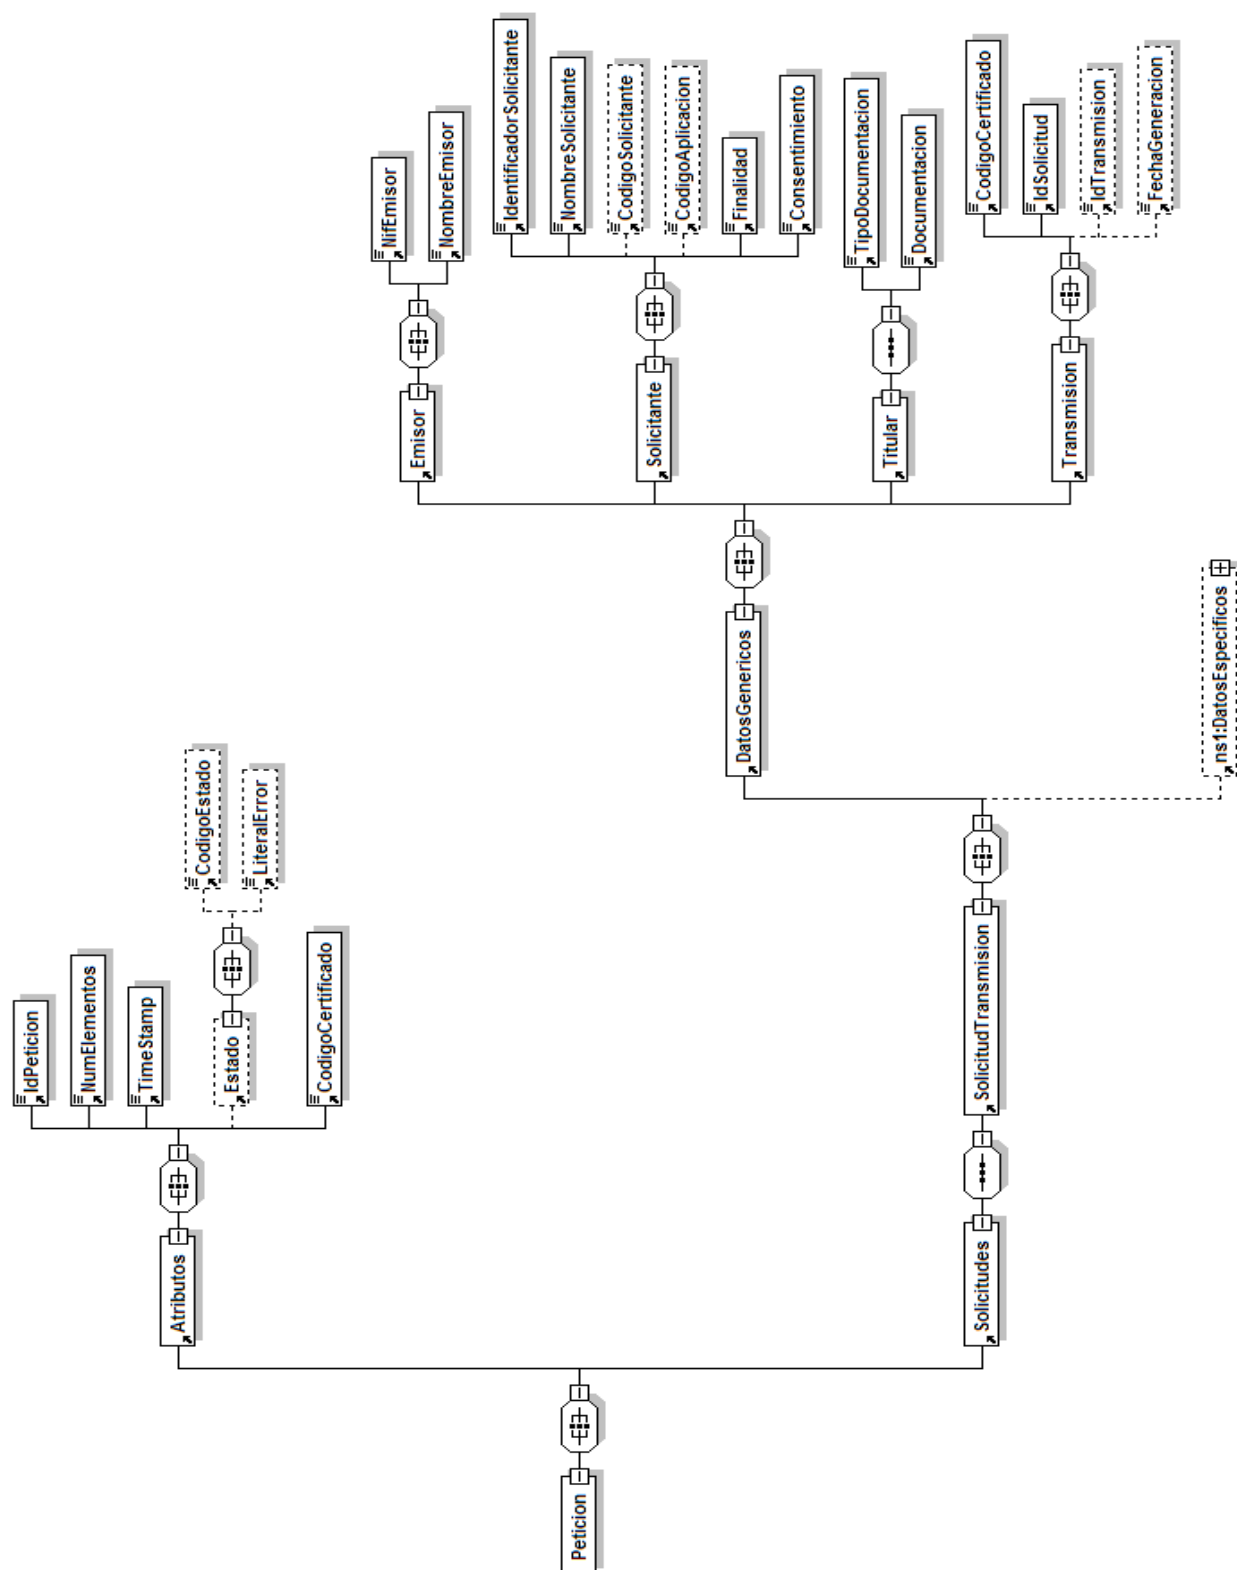 Peticion
Atributos
IdPeticion
NumElementos
TimeStamp
Estado
CodigoEstado
LiteralError
CodigoCertificado
Solicitudes
SolicitudTransmision
DatosGenericos
Emisor
NifEmisor
NombreEmisor
Solicitante
IdentificadorSolicitante
NombreSolicitante
CodigoSolicitante
CodigoAplicacion
Finalidad
Consentimiento
Titular
TipoDocumentacion
Documentacion
Transmision
CodigoCertificado
IdSolicitud
IdTransmision
FechaGeneracion
ns1:DatosEspecificos